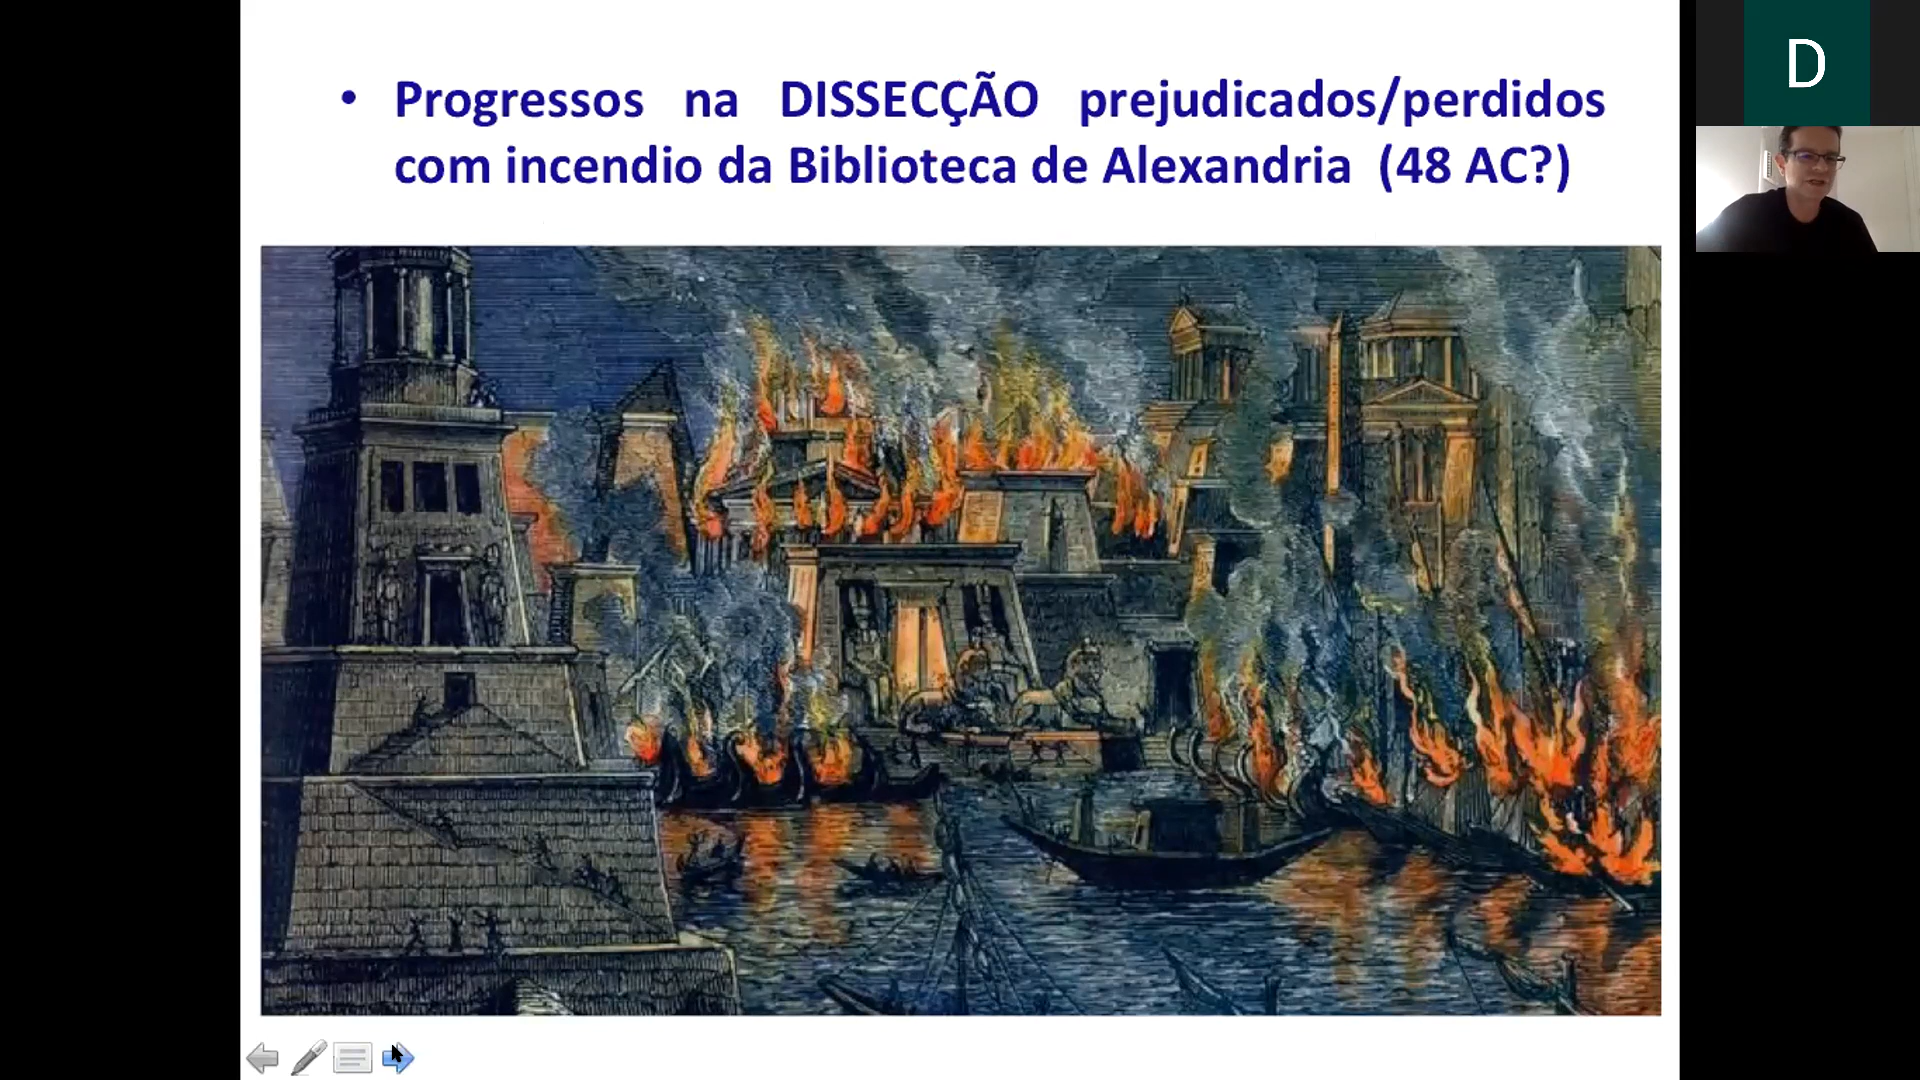 • Progressos na DISSECÇÃO prejudicados/perdidos
com incendio da Biblioteca de Alexandria (48 AC?)
D